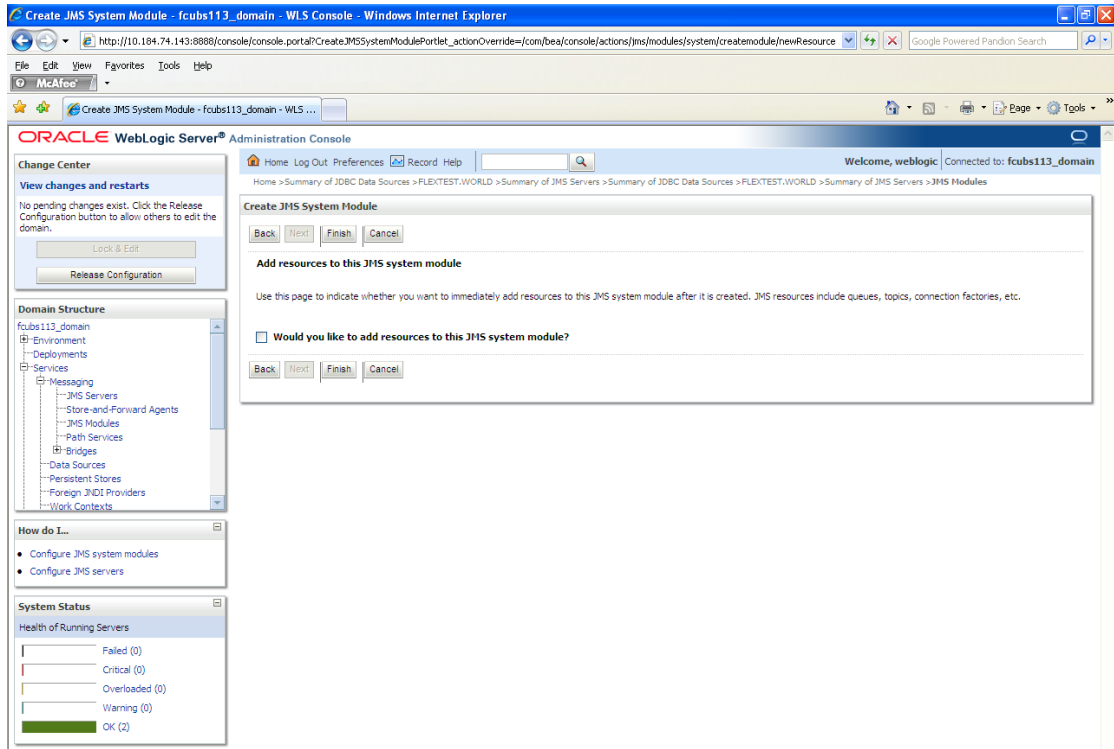 Create JMS System Module - fcubs113_domain - WLS Console - Windows Internet Explorer
http://10.184.74.143:8888/console/console.portal?CreateJMSSystemModulePortlet_actionOverride=/com/bea/console/actions/jms/modules/system/createmodule/newResource
Google Powered Pandion Search
File Edit View Favorites Tools Help
McAfee
Create JMS System Module - fcubs113_domain - WLS ...
Page Tools »
ORACLE WebLogic Server® Administration Console
Change Center
View changes and restarts
No pending changes exist. Click the Release
Configuration button to allow others to edit the
domain.
Lock & Edit
Release Configuration
Domain Structure
fcubs113_domain
Environment
Deployments
Services
Messaging
JMS Servers
Store-and-Forward Agents
JMS Modules
Path Services
Bridges
Data Sources
Persistent Stores
Foreign JNDI Providers
Work Contexts
How do I...
Configure JMS system modules
Configure JMS servers
System Status
Health of Running Servers
Failed (0)
Critical (0)
Overloaded (0)
Warning (0)
OK (2)
Home Log Out Preferences Record Help
Welcome, weblogic Connected to: fcubs113_domain
Home >Summary of JDBC Data Sources >FLEXTEST.WORLD >Summary of JMS Servers >Summary of JDBC Data Sources >FLEXTEST.WORLD >Summary of JMS Servers >JMS Modules
Create JMS System Module
Back Next Finish Cancel
Add resources to this JMS system module
Use this page to indicate whether you want to immediately add resources to this JMS system module after it is created. JMS resources include queues, topics, connection factories, etc.
Would you like to add resources to this JMS system module?
Back Next Finish Cancel